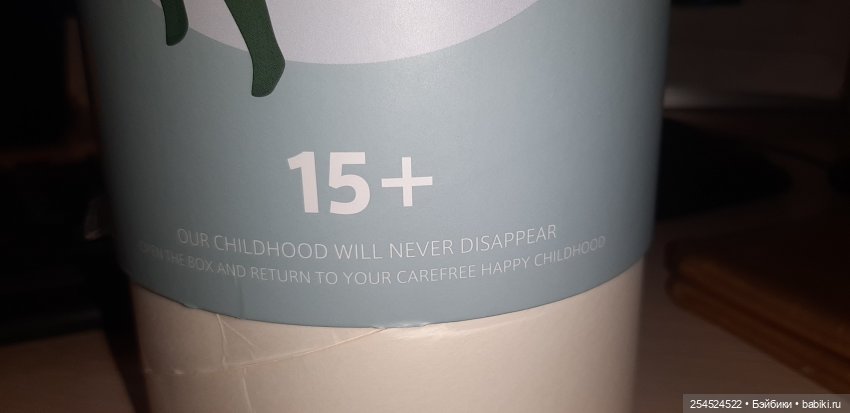 15+
OUR CHILDHOOD WILL NEVER DISAPPEAR
OPEN THE BOX AND RETURN TO YOUR CAREFREE HAPPY CHILDHOOD
254524522 • Бэйбики • babiki.ru